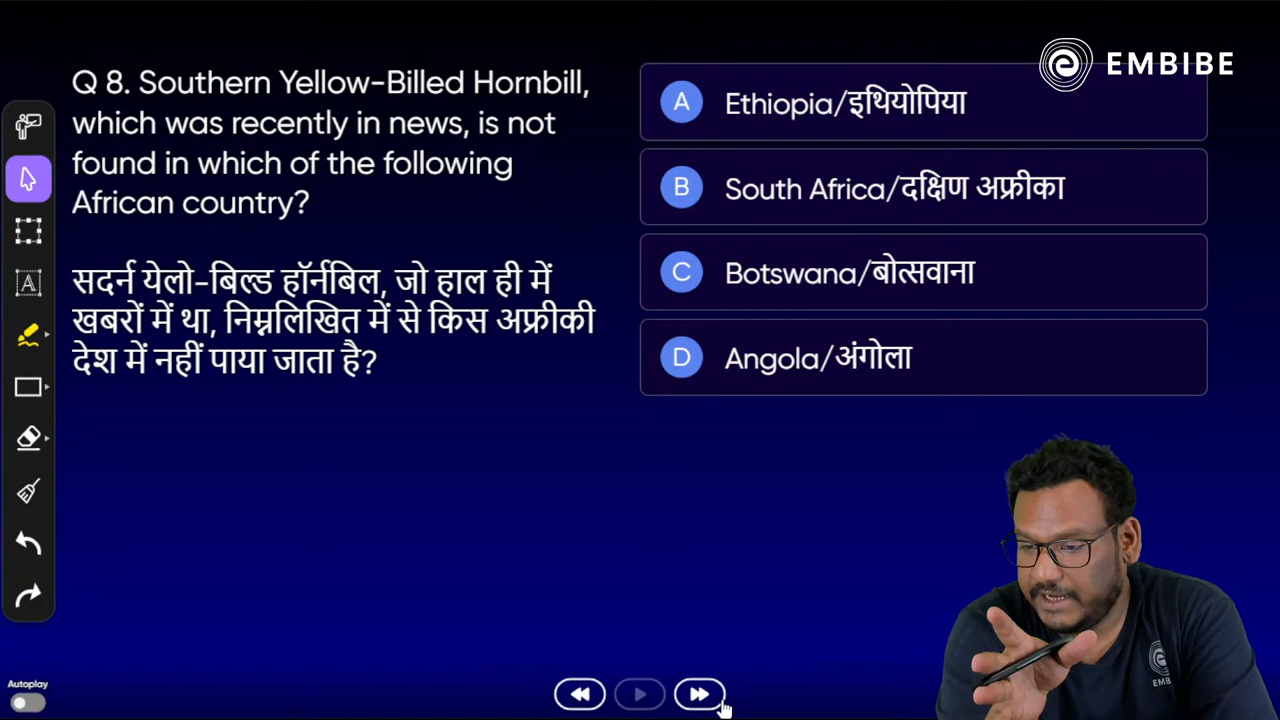 EMBIBE
Q 8. Southern Yellow-Billed Hornbill,
which was recently in news, is not
found in which of the following
African country?
सदर्न येलो-बिल्ड हॉर्नबिल, जो हाल ही में
खबरों में था, निम्नलिखित में से किस अफ्रीकी
देश में नहीं पाया जाता है?
A Ethiopia/इथियोपिया
B South Africa/दक्षिण अफ्रीका
C Botswana/बोत्सवाना
D Angola/अंगोला
A
Autoplay
EMB